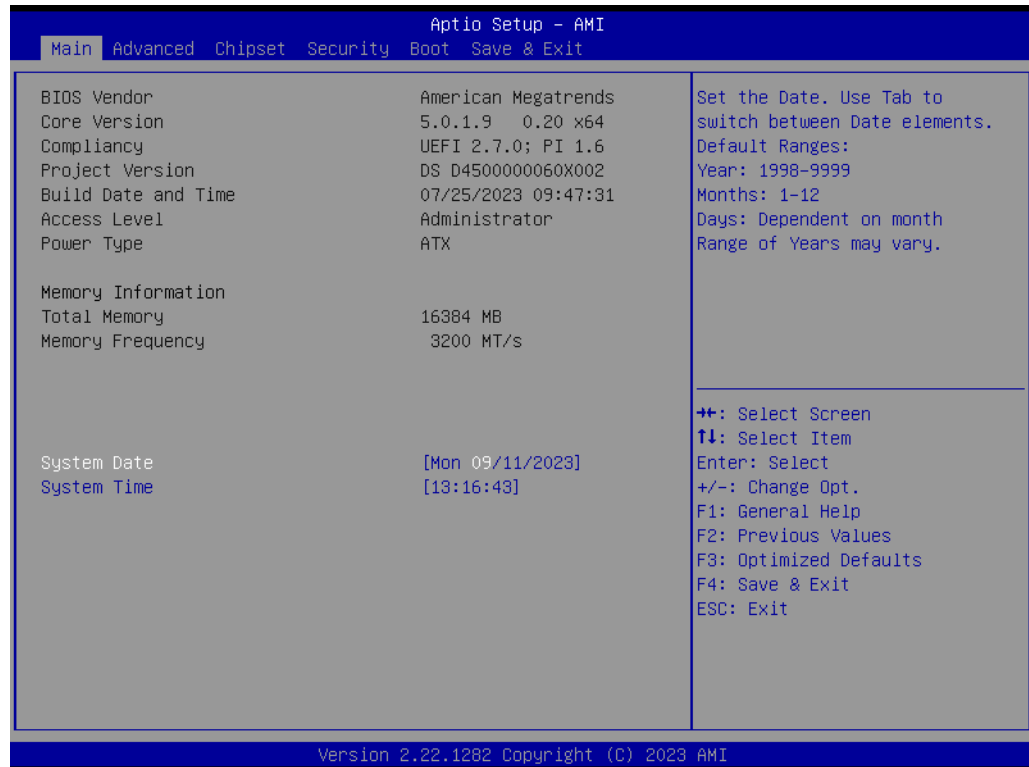 Aptio Setup – AMI
Main Advanced Chipset Security Boot Save & Exit
BIOS Vendor American Megatrends
Core Version 5.0.1.9 0.20 x64
Compliancy UEFI 2.7.0; PI 1.6
Project Version DS D4500000060X002
Build Date and Time 07/25/2023 09:47:31
Access Level Administrator
Power Type ATX
Memory Information
Total Memory 16384 MB
Memory Frequency 3200 MT/s
System Date [Mon 09/11/2023]
System Time [13:16:43]
Set the Date. Use Tab to
switch between Date elements.
Default Ranges:
Year: 1998-9999
Months: 1-12
Days: Dependent on month
Range of Years may vary.
→←: Select Screen
↑↓: Select Item
Enter: Select
+/-: Change Opt.
F1: General Help
F2: Previous Values
F3: Optimized Defaults
F4: Save & Exit
ESC: Exit
Version 2.22.1282 Copyright (C) 2023 AMI